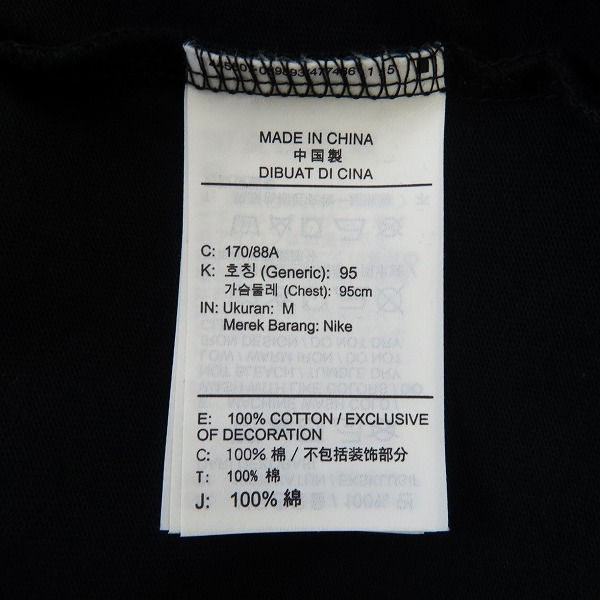 MADE IN CHINA
中国製
DIBUAT DI CINA
C: 170/88A
K: 호칭 (Generic): 95
가슴둘레 (Chest): 95cm
IN: Ukuran: M
Merek Barang: Nike
E: 100% COTTON / EXCLUSIVE
OF DECORATION
C: 100% 棉 / 不包括装饰部分
T: 100% 棉
J: 100% 綿